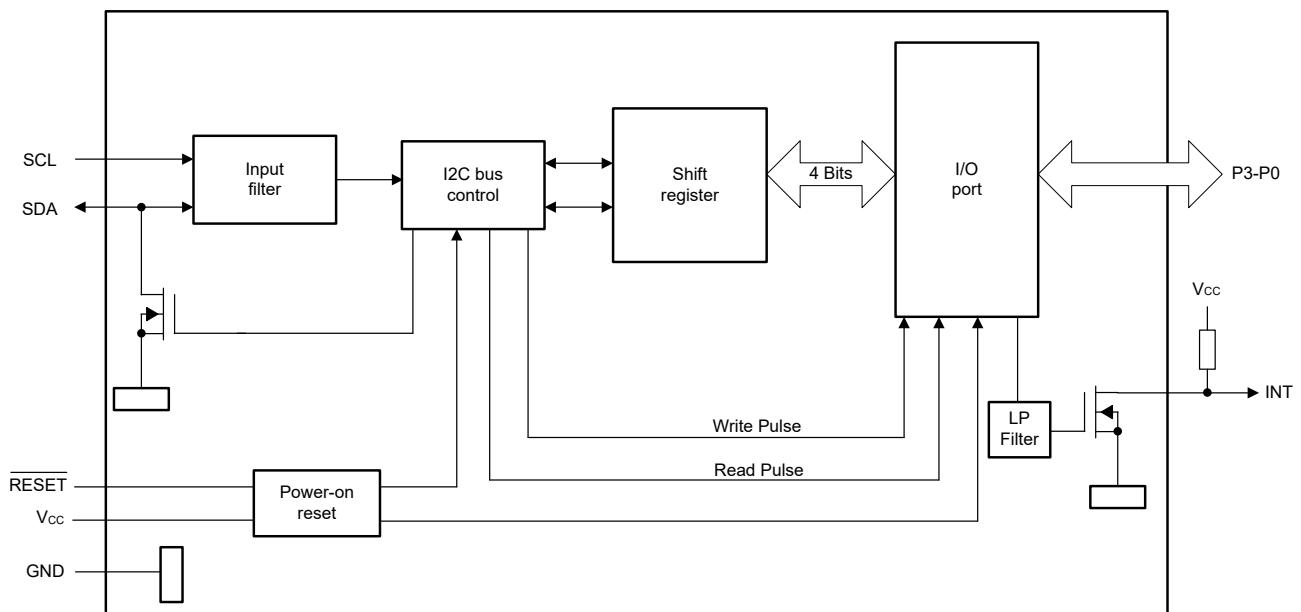 SCL
SDA
Input
filter
I2C bus
control
Shift
register
4 Bits
I/O
port
P3-P0
VCC
INT
LP
Filter
Write Pulse
Read Pulse
RESET
VCC
Power-on
reset
GND